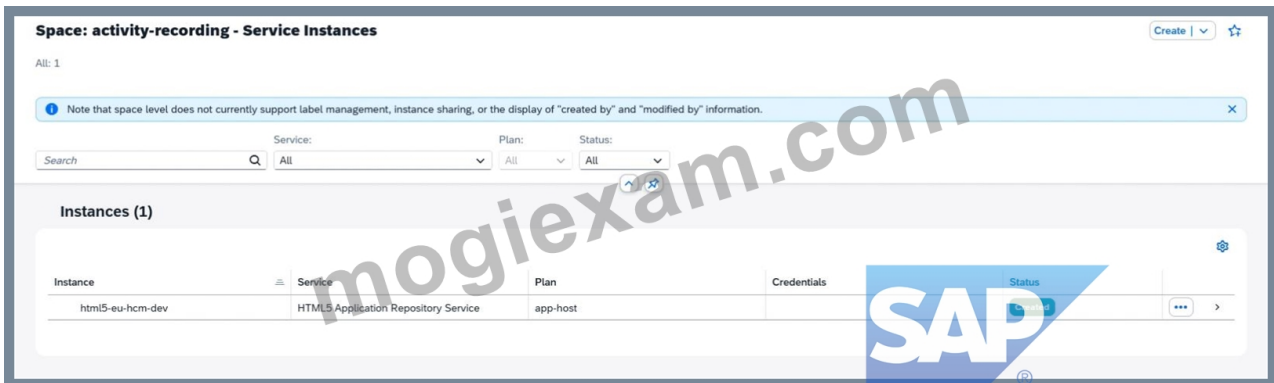 Space: activity-recording - Service Instances
Create
All: 1
Note that space level does not currently support label management, instance sharing, or the display of "created by" and "modified by" information.
Service:
Plan:
Status:
Search
All
All
All
Instances (1)
Instance
Service
Plan
Credentials
Status
html5-eu-hcm-dev
HTML5 Application Repository Service
app-host
Created
mogiexam.com
SAP
®